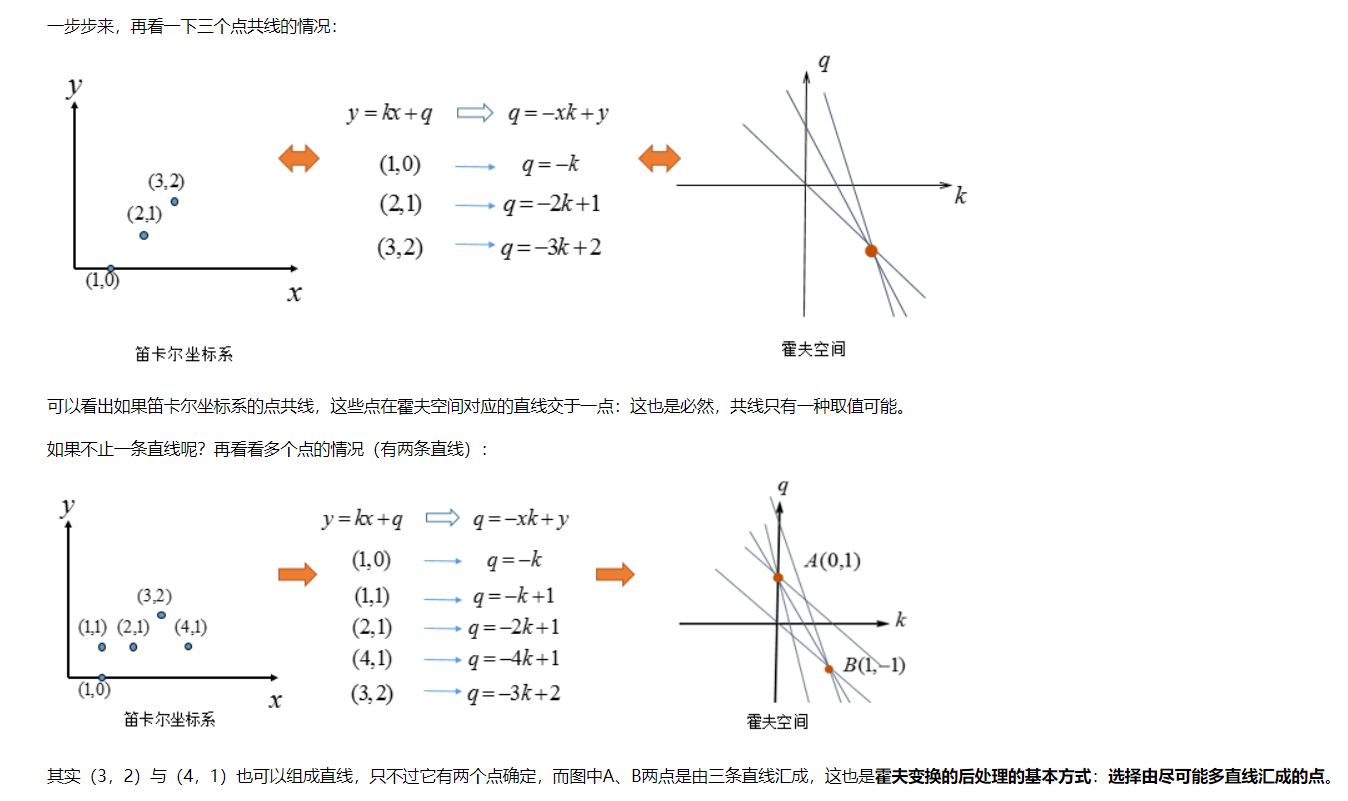 一步步来，再看一下三个点共线的情况：
y
q
y=kx+q q=-xk+y
(1,0) q=-k
(3,2)
(2,1)
(2,1) q=-2k+1
k
(3,2) q=-3k+2
(1,0)
x
笛卡尔坐标系
霍夫空间
可以看出如果笛卡尔坐标系的点共线，这些点在霍夫空间对应的直线交于一点：这也是必然，共线只有一种取值可能。
如果不止一条直线呢？再看看多个点的情况（有两条直线）：
y
q
y=kx+q q=-xk+y
(1,0) q=-k
A(0,1)
(3,2)
(1,1) q=-k+1
(1,1) (2,1) (4,1)
(2,1) q=-2k+1
k
(4,1) q=-4k+1
B(1,-1)
(1,0)
(3,2) q=-3k+2
x
笛卡尔坐标系
霍夫空间
其实（3，2）与（4，1）也可以组成直线，只不过它有两个点确定，而图中A、B两点是由三条直线汇成，这也是霍夫变换的后处理的基本方式：选择由尽可能多直线汇成的点。